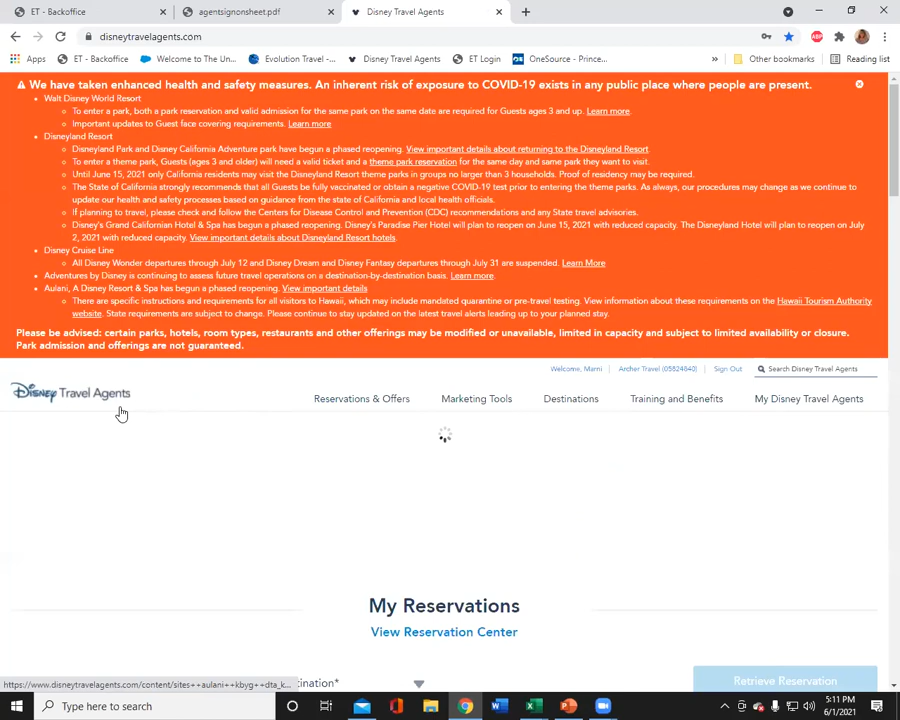 ET - Backoffice
agentsignonsheet.pdf
Disney Travel Agents
disneytravelagents.com
Apps
ET - Backoffice
Welcome to The Un...
Evolution Travel -...
Disney Travel Agents
ET Login
OneSource - Prince...
Other bookmarks
Reading list
We have taken enhanced health and safety measures. An inherent risk of exposure to COVID-19 exists in any public place where people are present.
Walt Disney World Resort
To enter a park, both a park reservation and valid admission for the same park on the same date are required for Guests ages 3 and up. Learn more.
Important updates to Guest face covering requirements. Learn more
Disneyland Resort
Disneyland Park and Disney California Adventure park have begun a phased reopening. View important details about returning to the Disneyland Resort.
To enter a theme park, Guests (ages 3 and older) will need a valid ticket and a theme park reservation for the same day and same park they want to visit.
Until June 15, 2021 only California residents may visit the Disneyland Resort theme parks in groups no larger than 3 households. Proof of residency may be required.
The State of California strongly recommends that all Guests be fully vaccinated or obtain a negative COVID-19 test prior to entering the theme parks. As always, our procedures may change as we continue to
update our health and safety processes based on guidance from the state of California and local health officials.
If planning to travel, please check and follow the Centers for Disease Control and Prevention (CDC) recommendations and any State travel advisories.
Disney's Grand Californian Hotel & Spa has begun a phased reopening. Disney's Paradise Pier Hotel will plan to reopen on June 15, 2021 with reduced capacity. The Disneyland Hotel will plan to reopen on July
2, 2021 with reduced capacity. View important details about Disneyland Resort hotels.
Disney Cruise Line
All Disney Wonder departures through July 12 and Disney Dream and Disney Fantasy departures through July 31 are suspended. Learn More
Adventures by Disney is continuing to assess future travel operations on a destination-by-destination basis. Learn more.
Aulani, A Disney Resort & Spa has begun a phased reopening. View important details
There are specific instructions and requirements for all visitors to Hawaii, which may include mandated quarantine or pre-travel testing. View information about these requirements on the Hawaii Tourism Authority
website. State requirements are subject to change. Please continue to stay updated on the latest travel alerts leading up to your planned stay.
Please be advised: certain parks, hotels, room types, restaurants and other offerings may be modified or unavailable, limited in capacity and subject to limited availability or closure.
Park admission and offerings are not guaranteed.
Welcome, Marni
Archer Travel (05824840)
Sign Out
Search Disney Travel Agents
Disney Travel Agents
Reservations & Offers
Marketing Tools
Destinations
Training and Benefits
My Disney Travel Agents
My Reservations
View Reservation Center
tination*
Retrieve Reservation
https://www.disneytravelagents.com/content/sites++aulani++kbyg++dta_k...
Type here to search
5:11 PM
6/1/2021